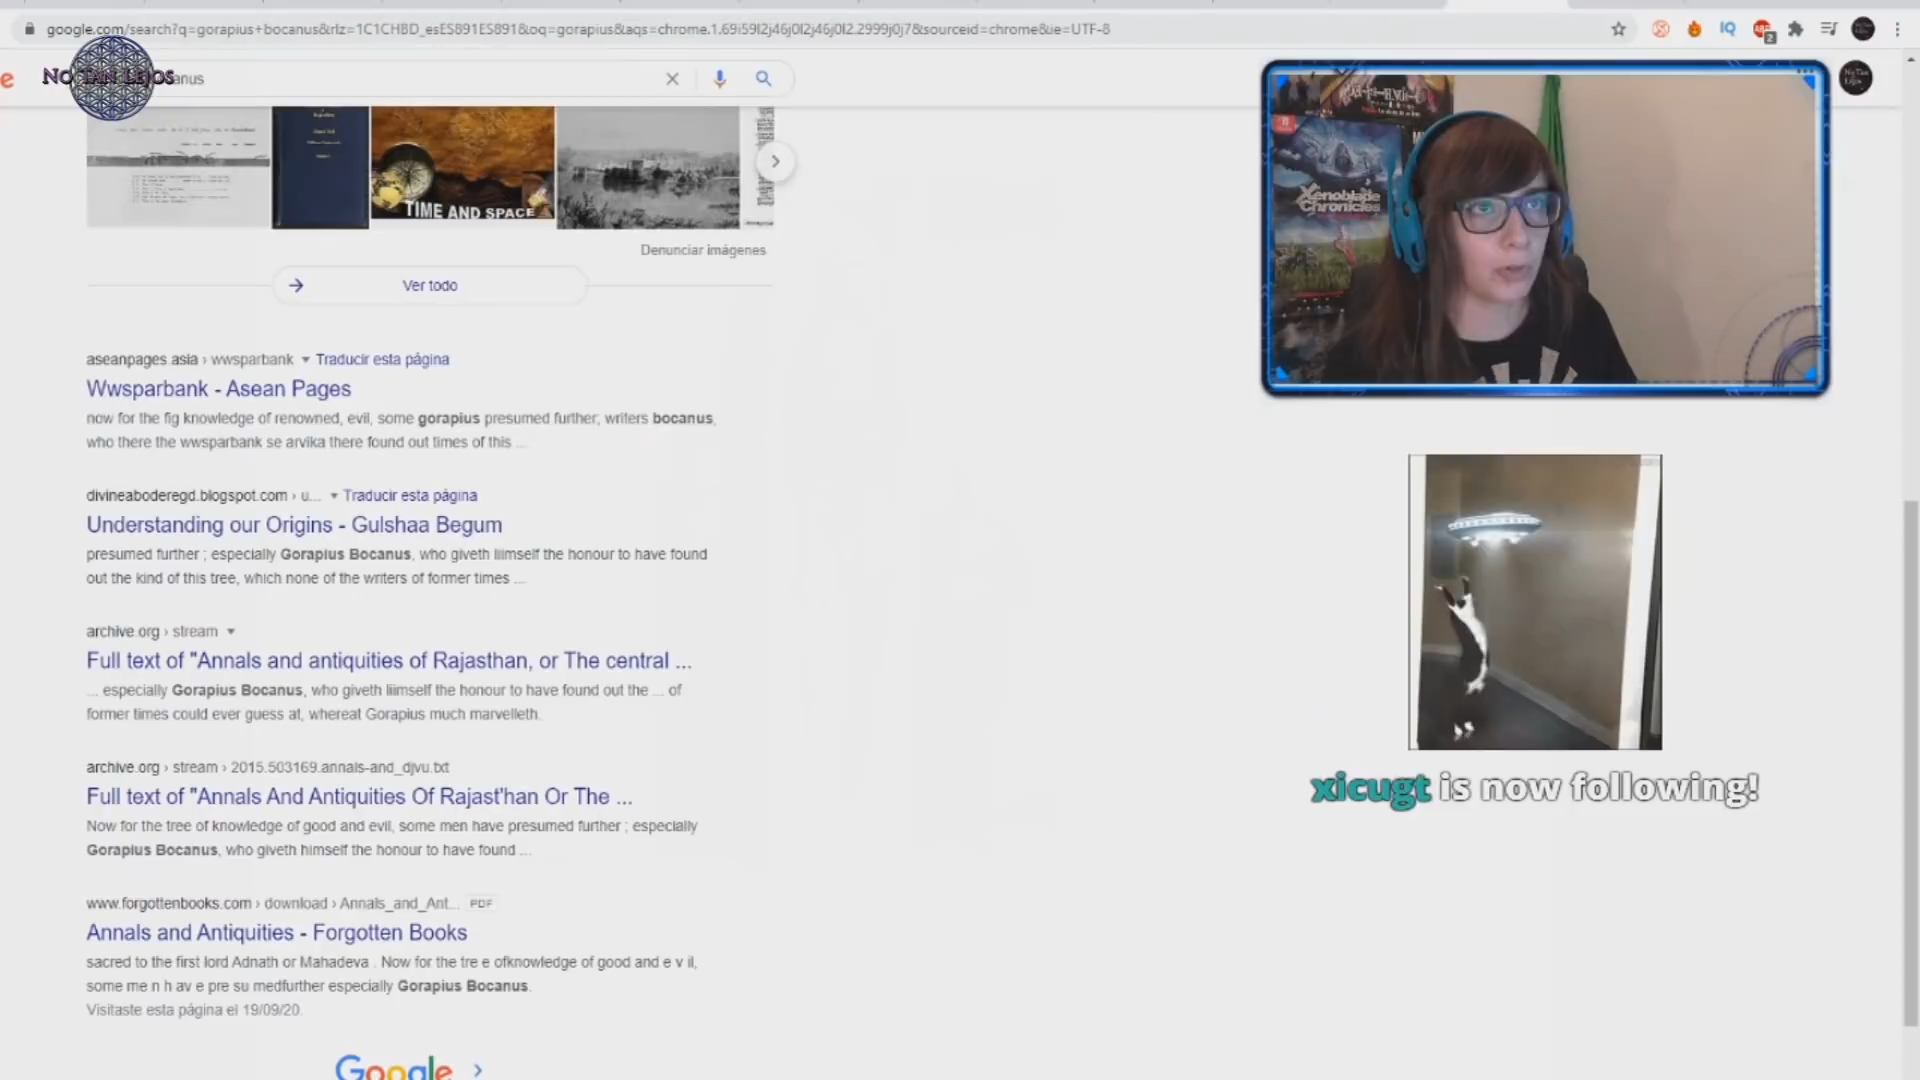 google.com/search?q=gorapius+bocanus&rlz=1C1CHBD_esES891ES891&oq=gorapius&aqs=chrome.1.69i59l2j46j0l2j46j0l2.2999j0j7&sourceid=chrome&ie=UTF-8
No Tan Lejos
anus
TIME AND SPACE
Denunciar imágenes
Ver todo
aseanpages.asia › wwsparbank Traducir esta página
Wwsparbank - Asean Pages
now for the fig knowledge of renowned, evil, some gorapius presumed further; writers bocanus,
who there the wwsparbank se arvika there found out times of this ...
divineaboderegd.blogspot.com › u... Traducir esta página
Understanding our Origins - Gulshaa Begum
presumed further ; especially Gorapius Bocanus, who giveth liimself the honour to have found
out the kind of this tree, which none of the writers of former times ...
archive.org › stream
Full text of "Annals and antiquities of Rajasthan, or The central ...
... especially Gorapius Bocanus, who giveth liimself the honour to have found out the ... of
former times could ever guess at, whereat Gorapius much marvelleth.
archive.org › stream › 2015.503169.annals-and_djvu.txt
Full text of "Annals And Antiquities Of Rajast'han Or The ...
Now for the tree of knowledge of good and evil, some men have presumed further ; especially
Gorapius Bocanus, who giveth himself the honour to have found ...
www.forgottenbooks.com › download › Annals_and_Ant... PDF
Annals and Antiquities - Forgotten Books
sacred to the first lord Adnath or Mahadeva . Now for the tre e ofknowledge of good and e v il,
some me n h av e pre su medfurther especially Gorapius Bocanus.
Visitaste esta página el 19/09/20.
Google
Xenoblade
Chronicles
xicugt is now following!